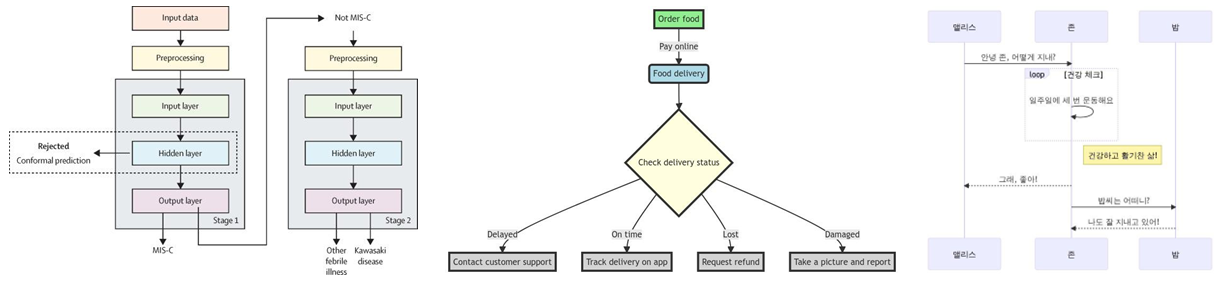 Input data
Preprocessing
Input layer
Rejected
Conformal prediction
Hidden layer
Output layer
Stage 1
MIS-C
Not MIS-C
Preprocessing
Input layer
Hidden layer
Output layer
Stage 2
Other
febrile
illness
Kawasaki
disease
Order food
Pay online
Food delivery
Check delivery status
Delayed
On time
Lost
Damaged
Contact customer support
Track delivery on app
Request refund
Take a picture and report
앨리스
존
밥
안녕 존, 어떻게 지내?
loop
[건강 체크]
일주일에 세 번 운동해요
건강하고 활기찬 삶!
그래, 좋아!
밥씨는 어떠니?
나도 잘 지내고 있어!
앨리스
존
밥